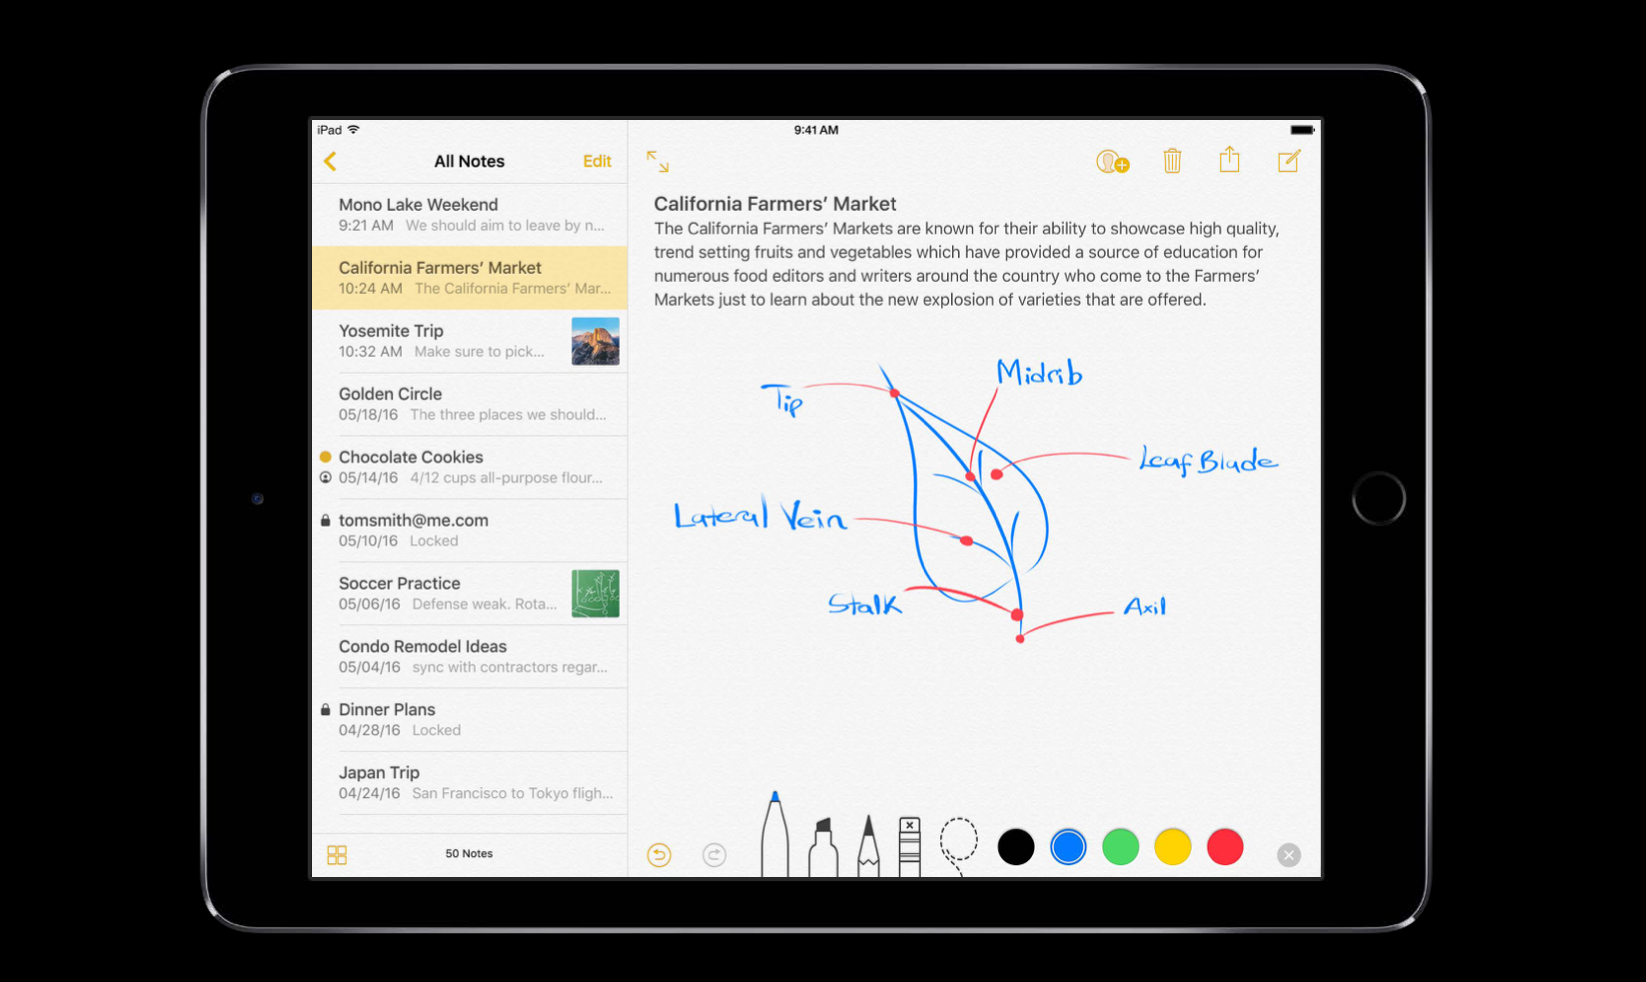 iPad
9:41 AM
All Notes
Edit
Mono Lake Weekend
9:21 AM We should aim to leave by n...
California Farmers’ Market
10:24 AM The California Farmers’ Mar...
Yosemite Trip
10:32 AM Make sure to pick...
Golden Circle
05/18/16 The three places we should...
Chocolate Cookies
05/14/16 4/12 cups all-purpose flour...
tomsmith@me.com
05/10/16 Locked
Soccer Practice
05/06/16 Defense weak. Rota...
Condo Remodel Ideas
05/04/16 sync with contractors regar...
Dinner Plans
04/28/16 Locked
Japan Trip
04/24/16 San Francisco to Tokyo fligh...
50 Notes
California Farmers’ Market
The California Farmers’ Markets are known for their ability to showcase high quality,
trend setting fruits and vegetables which have provided a source of education for
numerous food editors and writers around the country who come to the Farmers’
Markets just to learn about the new explosion of varieties that are offered.
Midrib
Tip
Leaf Blade
Lateral Vein
Stalk
Axil